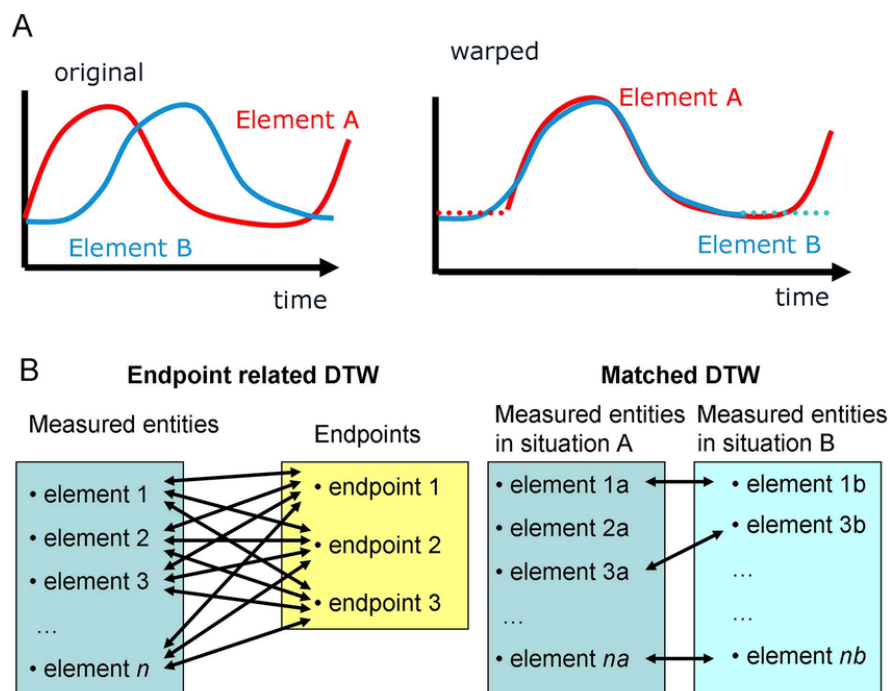 A
original
Element A
Element B
time
warped
Element A
Element B
time
B
Endpoint related DTW
Measured entities
• element 1
• element 2
• element 3
...
• element n
Endpoints
• endpoint 1
• endpoint 2
• endpoint 3
Matched DTW
Measured entities
in situation A
• element 1a
• element 2a
• element 3a
...
• element na
Measured entities
in situation B
• element 1b
• element 3b
...
...
• element nb